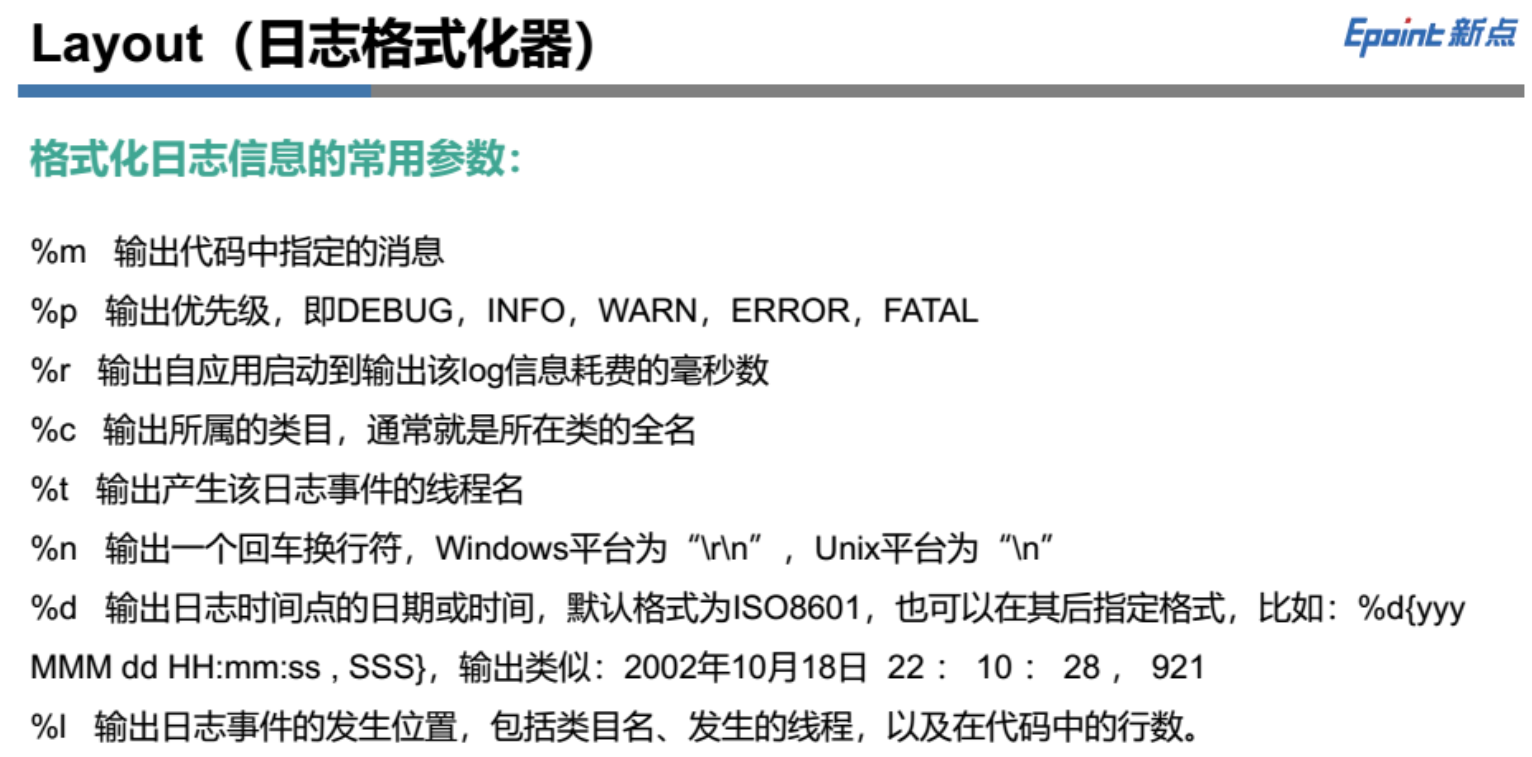 Layout（日志格式化器）
Epoint 新点
格式化日志信息的常用参数：
%m 输出代码中指定的消息
%p 输出优先级，即DEBUG，INFO，WARN，ERROR，FATAL
%r 输出自应用启动到输出该log信息耗费的毫秒数
%c 输出所属的类目，通常就是所在类的全名
%t 输出产生该日志事件的线程名
%n 输出一个回车换行符，Windows平台为“\r\n”，Unix平台为“\n”
%d 输出日志时间点的日期或时间，默认格式为ISO8601，也可以在其后指定格式，比如：%d{yyy
MMM dd HH:mm:ss , SSS}，输出类似：2002年10月18日 22 ： 10 ： 28 ， 921
%l 输出日志事件的发生位置，包括类目名、发生的线程，以及在代码中的行数。